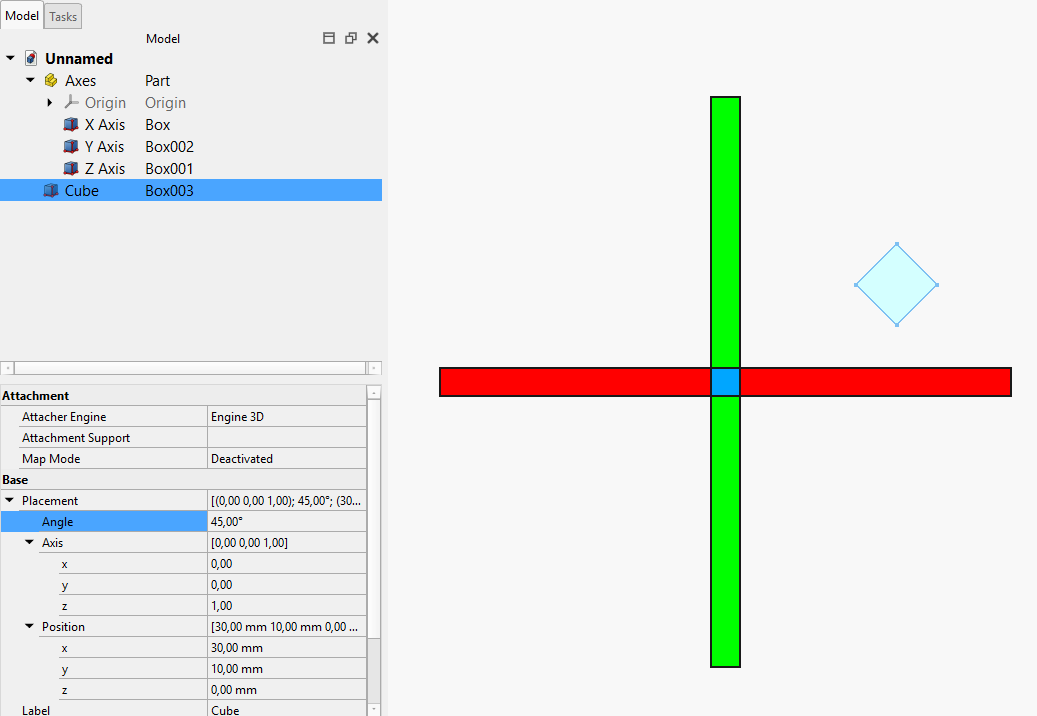 Model Tasks
Model
Unnamed
Axes Part
Origin Origin
X Axis Box
Y Axis Box002
Z Axis Box001
Cube Box003
Attachment
Attacher Engine Engine 3D
Attachment Support
Map Mode Deactivated
Base
Placement [(0,00 0,00 1,00); 45,00°; (30...
Angle 45,00°
Axis [0,00 0,00 1,00]
x 0,00
y 0,00
z 1,00
Position [30,00 mm 10,00 mm 0,00 ...
x 30,00 mm
y 10,00 mm
z 0,00 mm
Label Cube